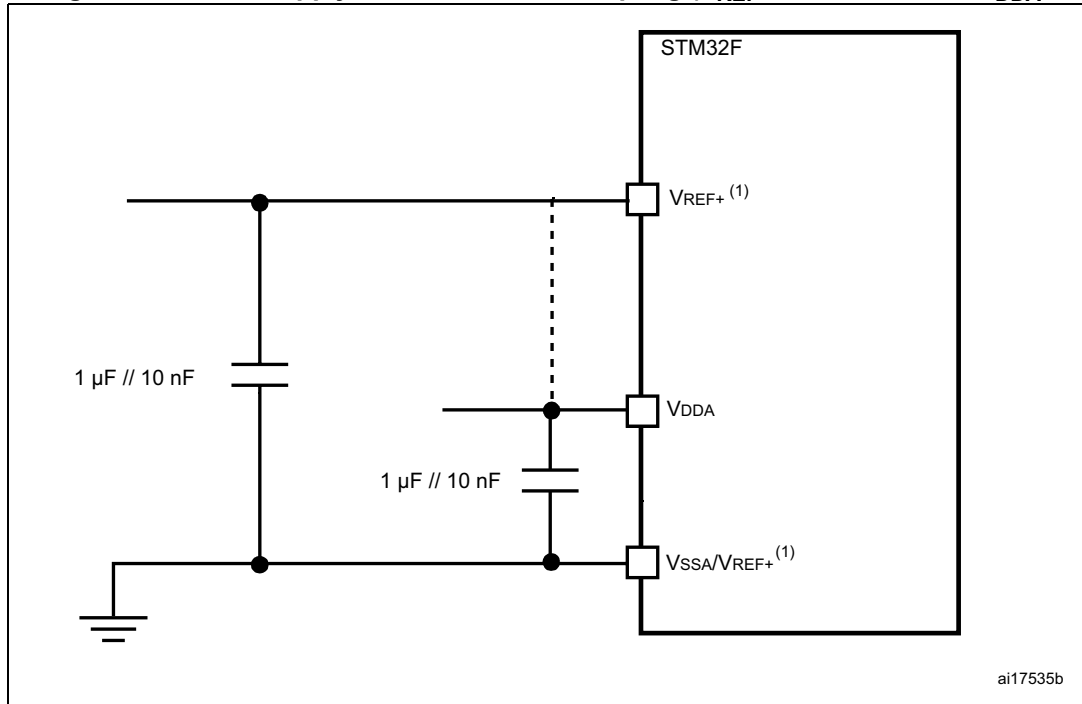 STM32F
VREF+ (1)
1 µF // 10 nF
VDDA
1 µF // 10 nF
VSSA/VREF+ (1)
ai17535b